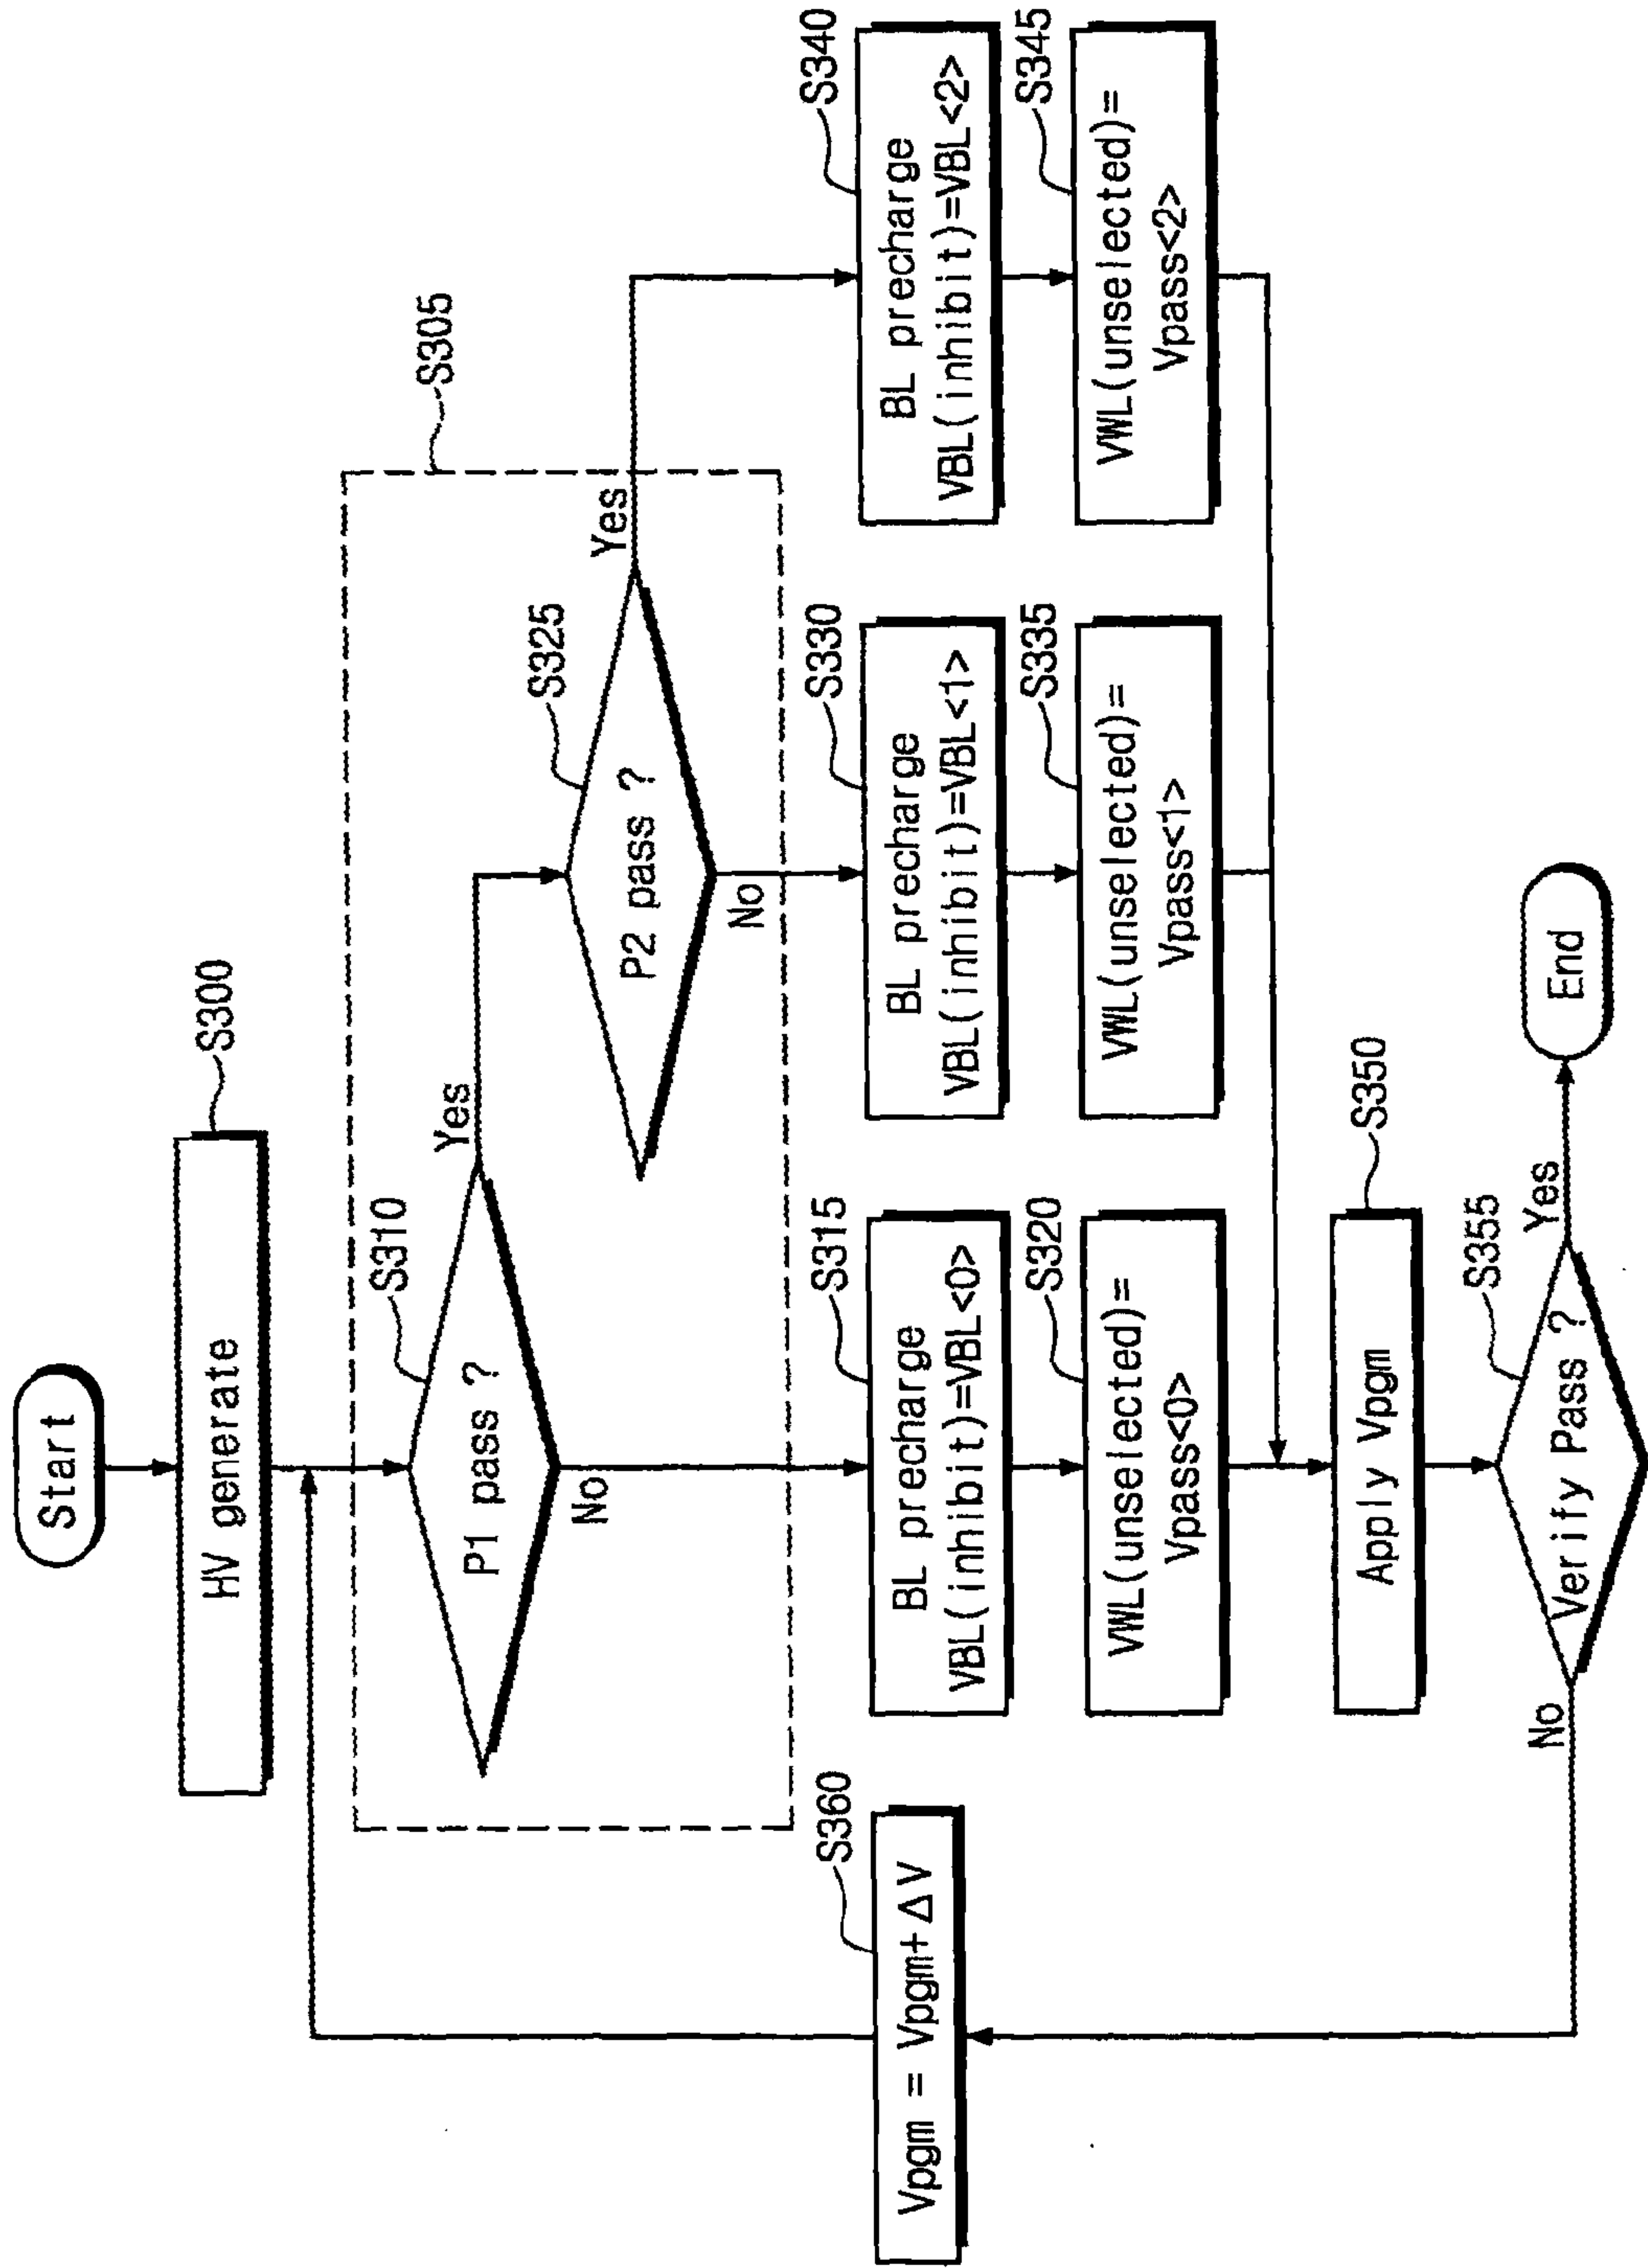 Start
S300
HV generate
S305
S310
P1 pass ?
Yes
No
S325
P2 pass ?
Yes
No
S315
BL precharge
VBL(inhibit)=VBL<0>
S320
VWL(unselected)=
Vpass<0>
S330
BL precharge
VBL(inhibit)=VBL<1>
S335
VWL(unselected)=
Vpass<1>
S340
BL precharge
VBL(inhibit)=VBL<2>
S345
VWL(unselected)=
Vpass<2>
S350
Apply Vpgm
S355
Verify Pass ?
Yes
No
End
S360
Vpgm = Vpgm+ΔV